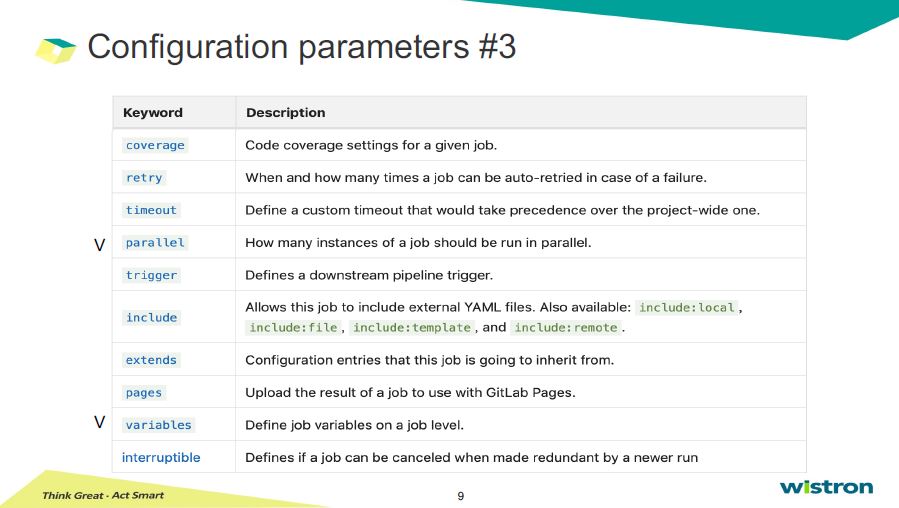 Configuration parameters #3
Keyword Description
coverage Code coverage settings for a given job.
retry When and how many times a job can be auto-retried in case of a failure.
timeout Define a custom timeout that would take precedence over the project-wide one.
V parallel How many instances of a job should be run in parallel.
trigger Defines a downstream pipeline trigger.
include Allows this job to include external YAML files. Also available: include:local,
include:file, include:template, and include:remote.
extends Configuration entries that this job is going to inherit from.
pages Upload the result of a job to use with GitLab Pages.
V variables Define job variables on a job level.
interruptible Defines if a job can be canceled when made redundant by a newer run
Think Great · Act Smart
9
wistron